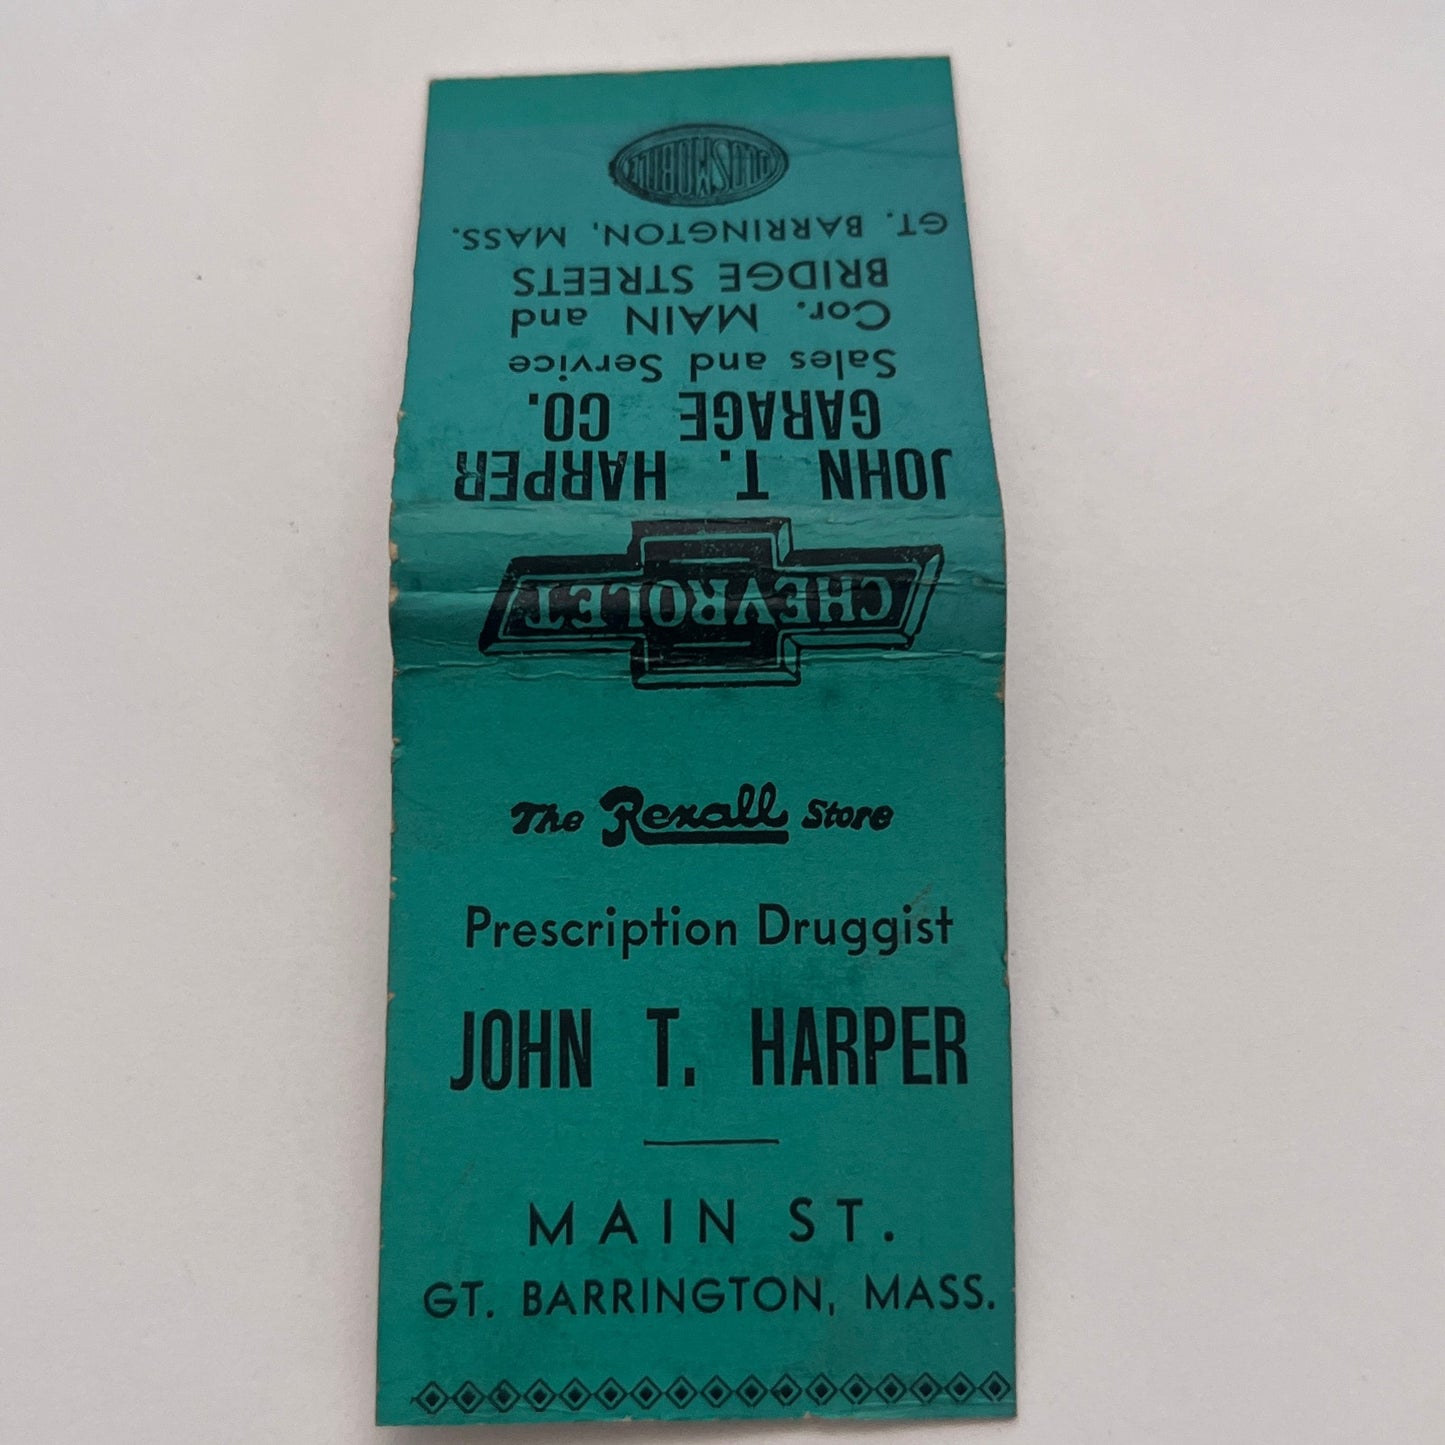 The Rexall Store
Prescription Druggist
JOHN T. HARPER
MAIN ST.
GT. BARRINGTON, MASS.
CHEVROLET
JOHN T. HARPER
GARAGE CO.
Sales and Service
Cor. MAIN and
BRIDGE STREETS
GT. BARRINGTON, MASS.
OLDSMOBILE